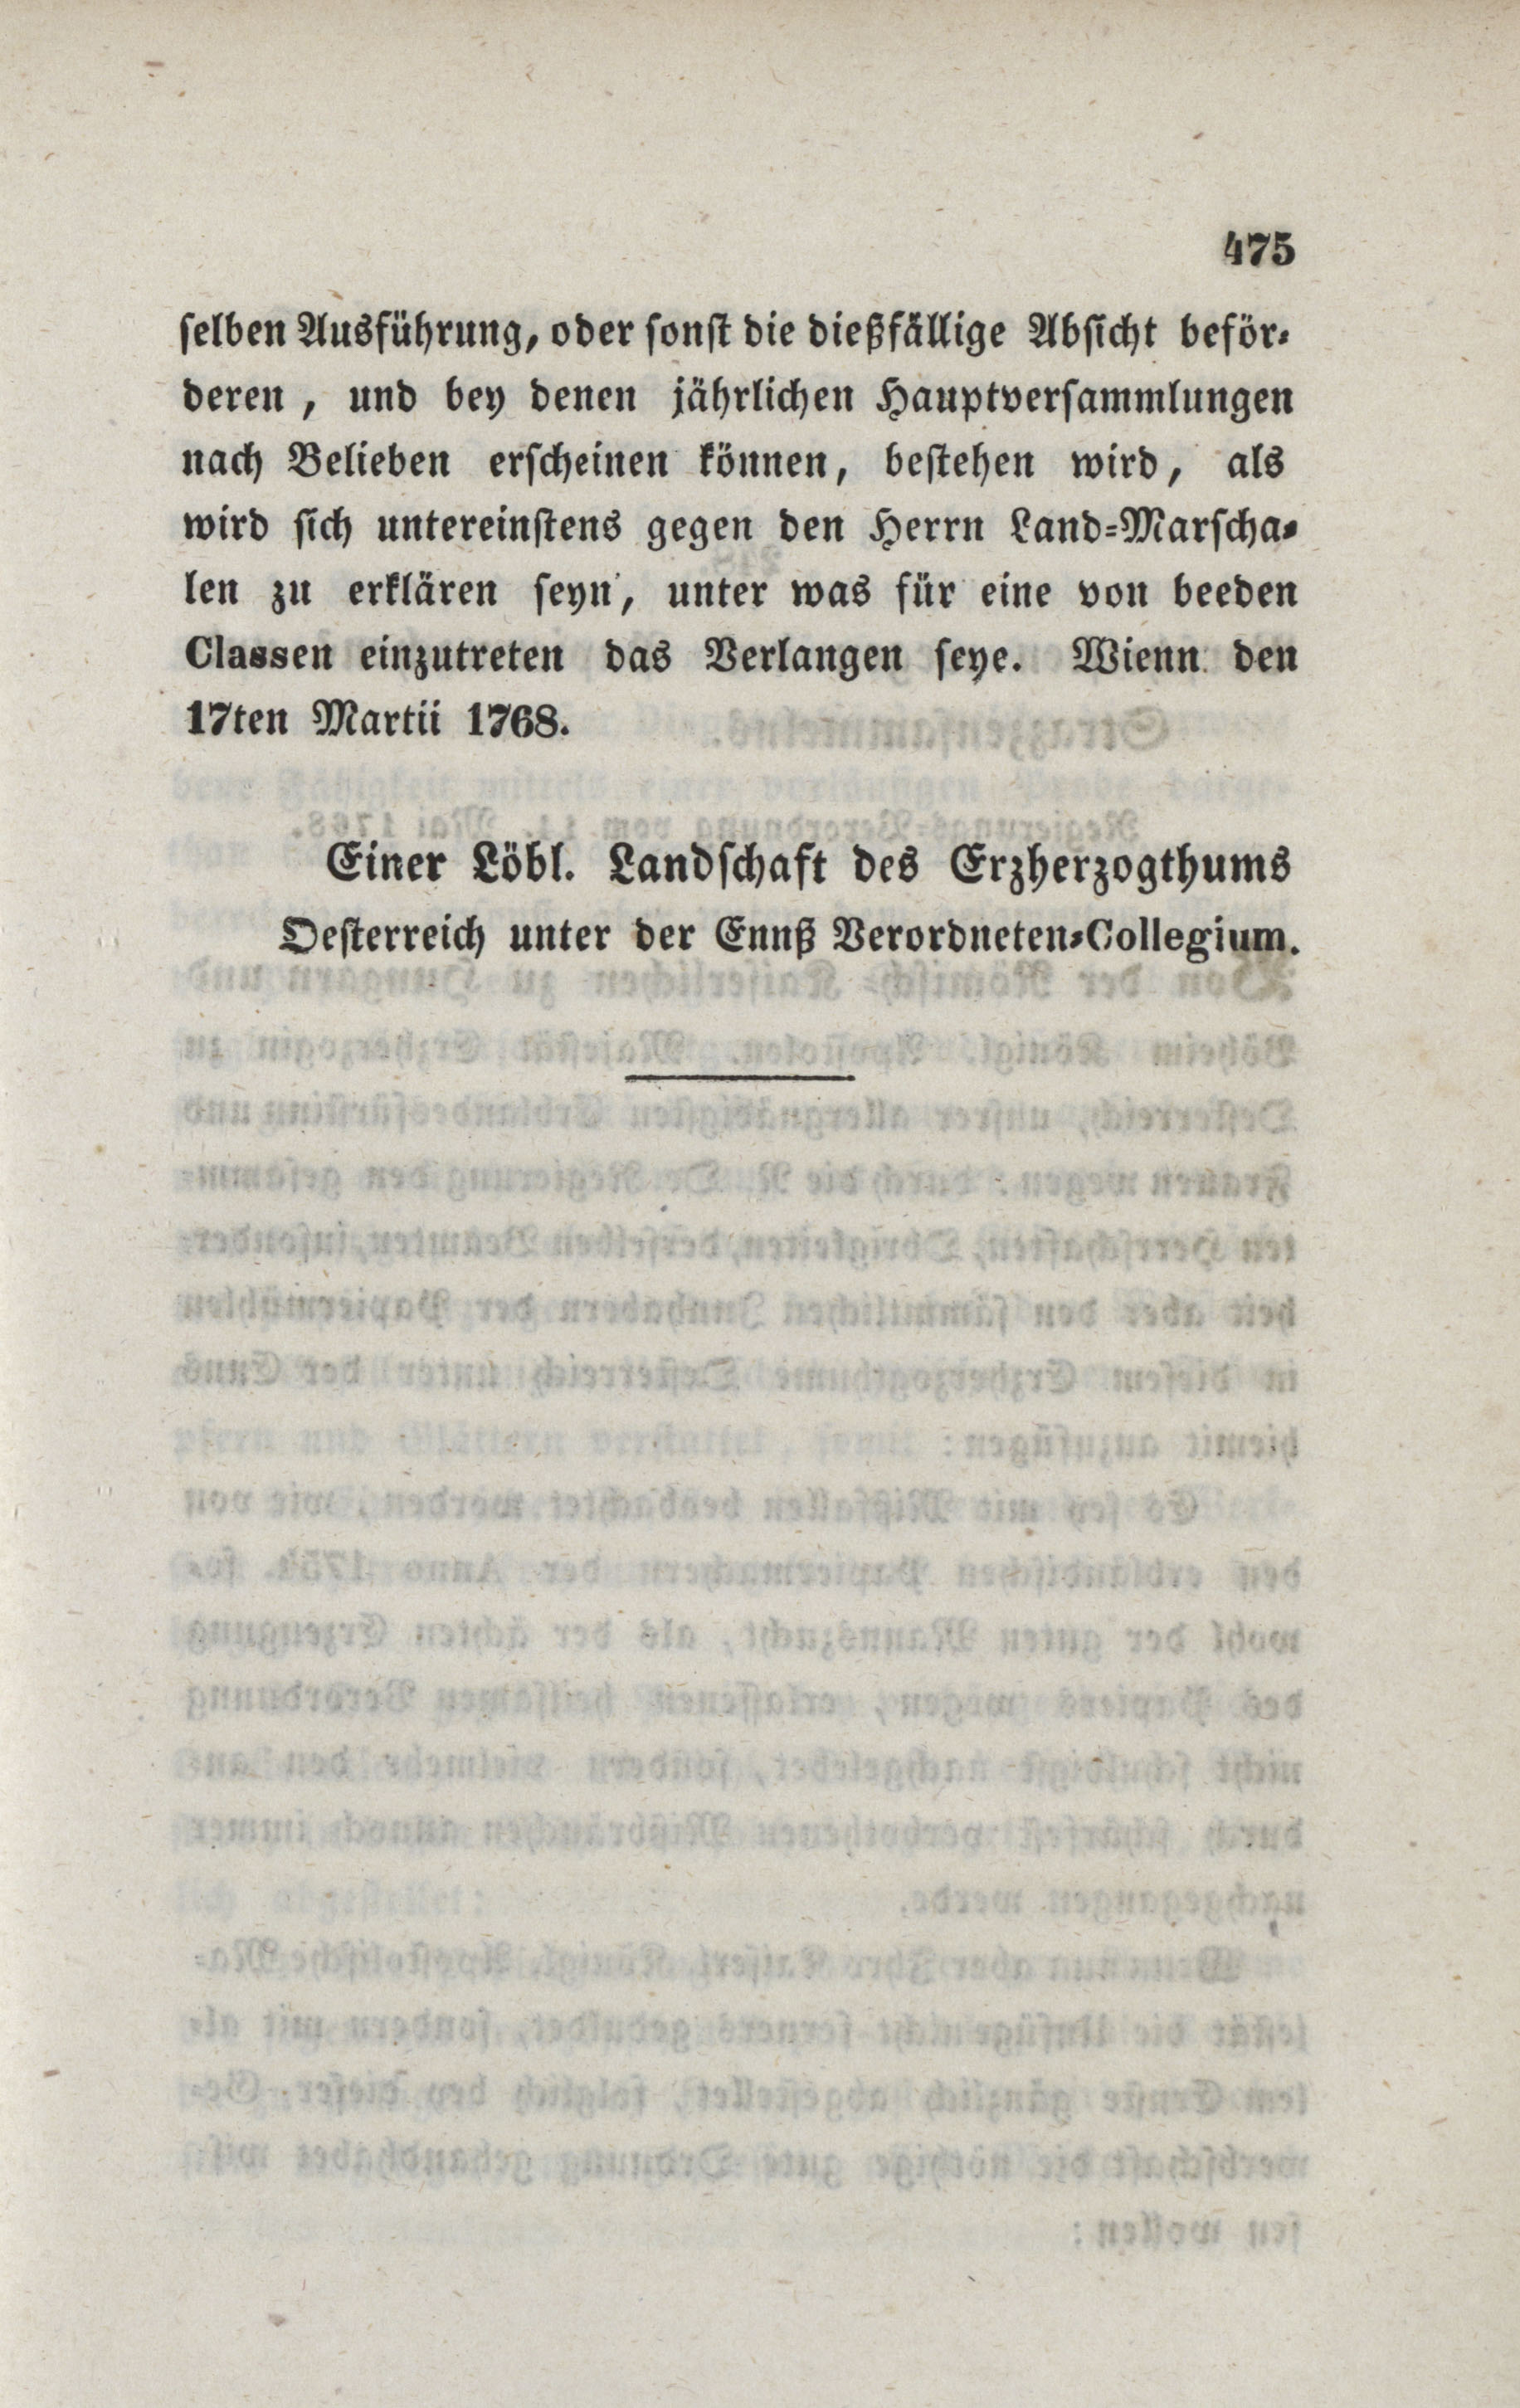 475
selben Ausführung, oder sonst die dießfällige Absicht beför-
deren, und bey denen jährlichen Hauptversammlungen
nach Belieben erscheinen können, bestehen wird, als
wird sich untereinstens gegen den Herrn Land-Marscha-
len zu erklären seyn, unter was für eine von beeden
Classen einzutreten das Verlangen seye. Wienn den
17ten Martii 1768.
Einer Löbl. Landschaft des Erzherzogthums
Oesterreich unter der Ennß Verordneten-Collegium.